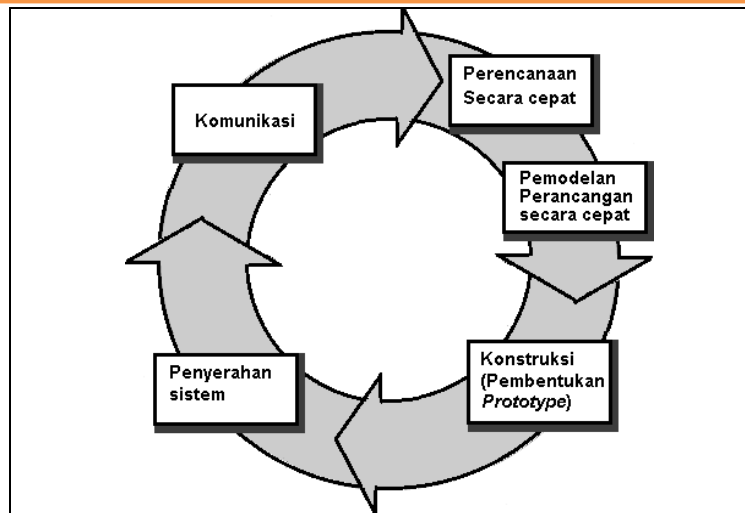 Komunikasi
Perencanaan
Secara cepat
Pemodelan
Perancangan
secara cepat
Konstruksi
(Pembentukan
Prototype)
Penyerahan
sistem